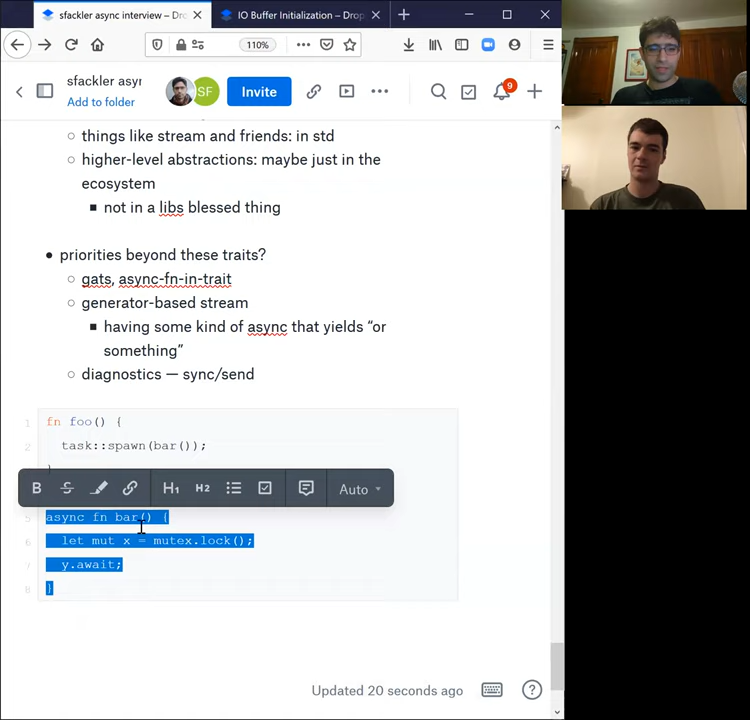 sfackler async interview – Dro
IO Buffer Initialization – Drop
110%
sfackler asyn
Add to folder
SF
Invite
9
things like stream and friends: in std
higher-level abstractions: maybe just in the
ecosystem
not in a libs blessed thing
priorities beyond these traits?
gats, async-fn-in-trait
generator-based stream
having some kind of async that yields “or
something”
diagnostics — sync/send
1 fn foo() {
2 task::spawn(bar());
B S H1 H2 Auto
5 async fn bar() {
6 let mut x = mutex.lock();
7 y.await;
8 }
Updated 20 seconds ago
?